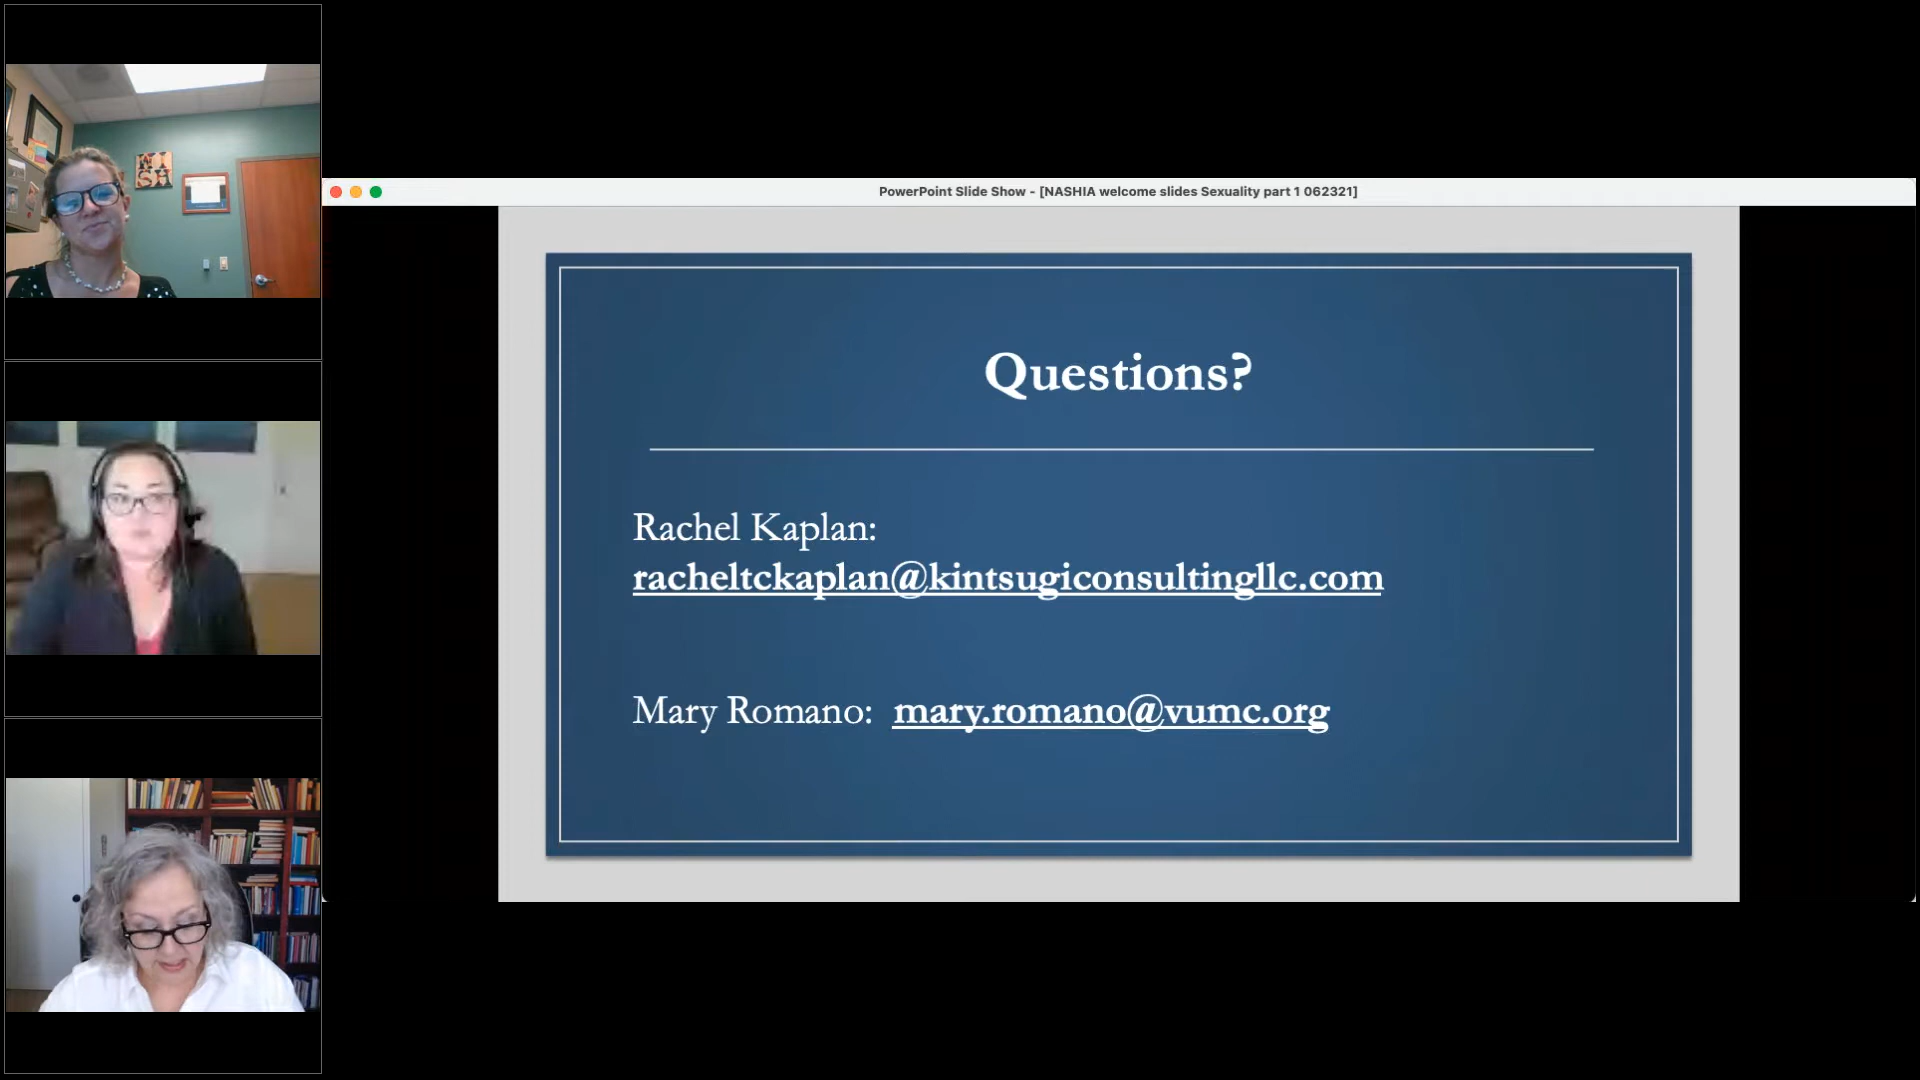 PowerPoint Slide Show - [NASHIA welcome slides Sexuality part 1 062321]
Questions?
Rachel Kaplan:
racheltckaplan@kintsugiconsultingllc.com
Mary Romano: mary.romano@vumc.org